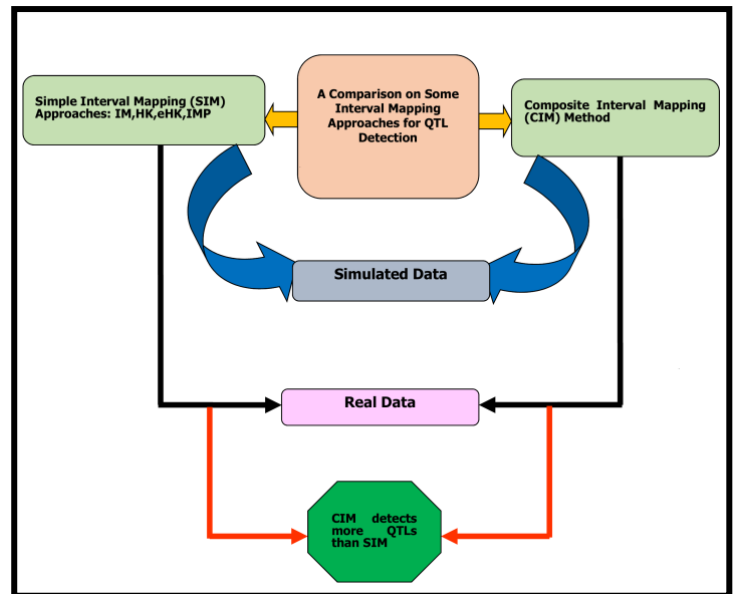 A Comparison on Some
Interval Mapping
Approaches for QTL
Detection
Simple Interval Mapping (SIM)
Approaches: IM,HK,eHK,IMP
Composite Interval Mapping
(CIM) Method
Simulated Data
Real Data
CIM detects
more QTLs
than SIM